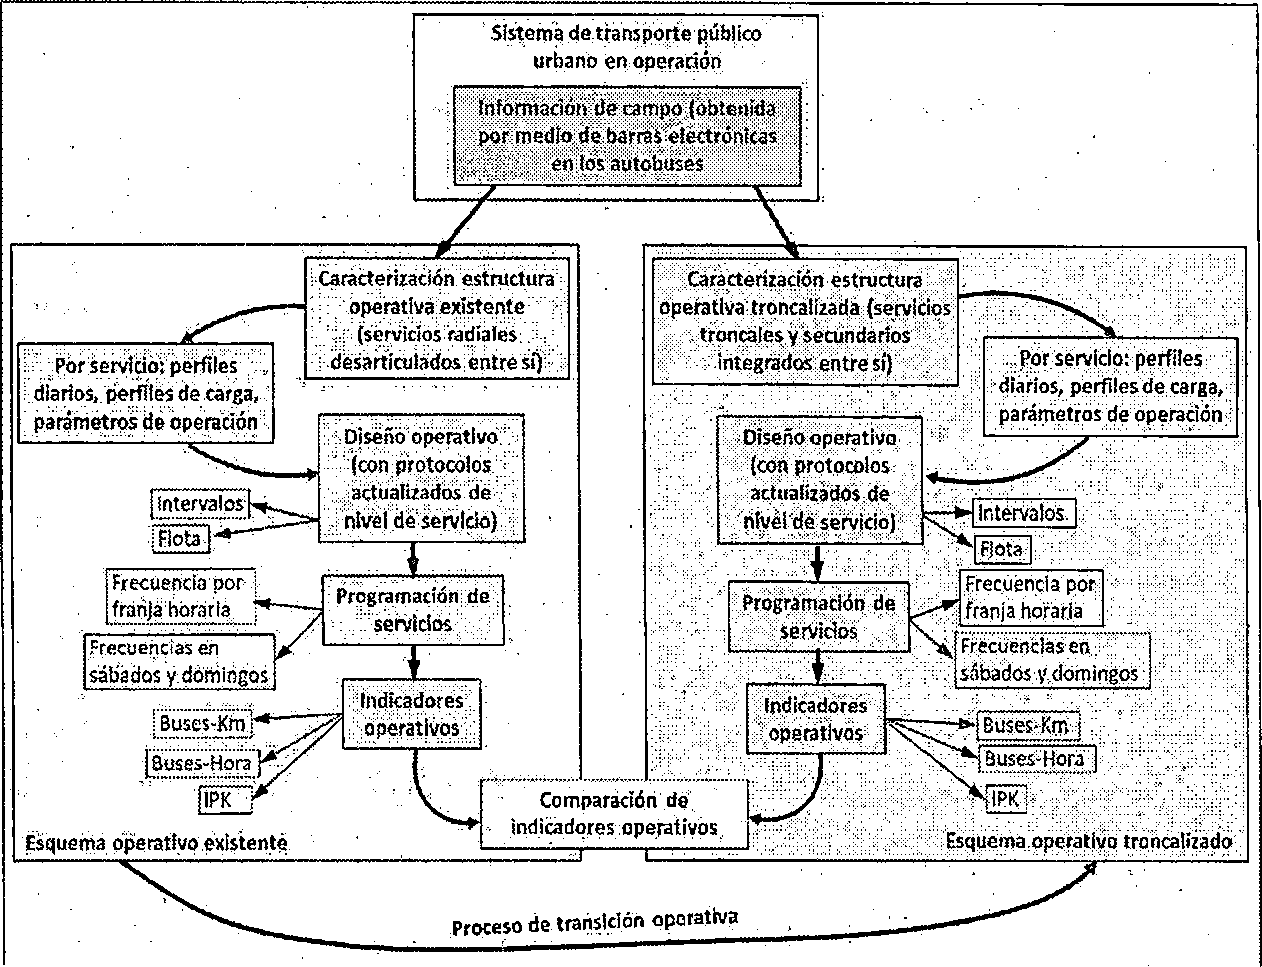 Sistema de transporte público
urbano en operación
Información de campo (obtenida
por medio de barras electrónicas
en los autobuses
Caracterización estructura
operativa existente
(servicios radiales
desarticulados entre sí)
Por servicio: perfiles
diarios, perfiles de carga,
parámetros de operación
Diseño operativo
(con protocolos
actualizados de
nivel de servicio)
Intervalos
Flota
Programación de
servicios
Frecuencia por
franja horaria
Frecuencias en
sábados y domingos
Indicadores
operativos
Buses-Km
Buses-Hora
IPK
Esquema operativo existente
Caracterización estructura
operativa troncalizada (servicios
troncales y secundarios
integrados entre sí)
Por servicio: perfiles
diarios, perfiles de carga,
parámetros de operación
Diseño operativo
(con protocolos
actualizados de
nivel de servicio)
Intervalos
Flota
Programación de
servicios
Frecuencia por
franja horaria
Frecuencias en
sábados y domingos
Indicadores
operativos
Buses-Km
Buses-Hora
IPK
Esquema operativo troncalizado
Comparación de
indicadores operativos
Proceso de transición operativa